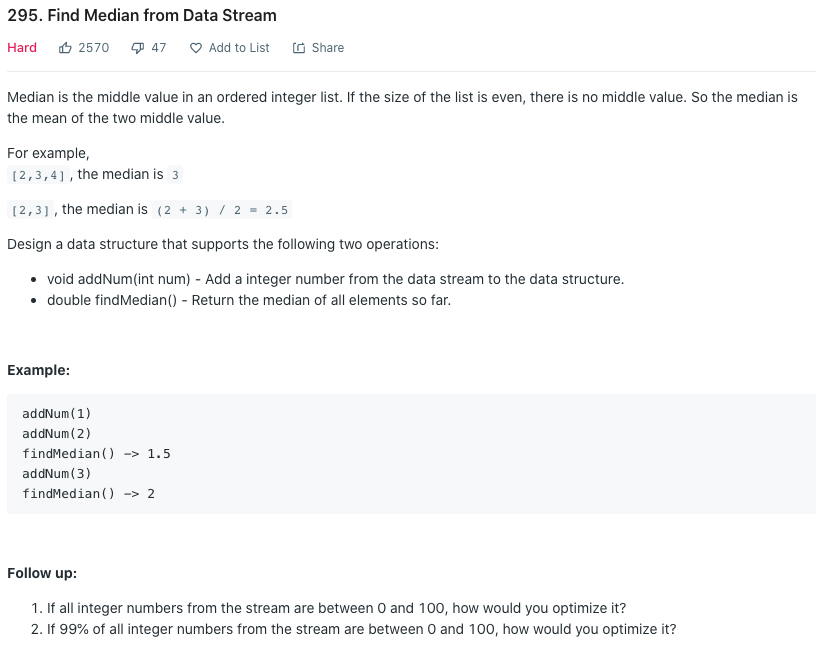 295. Find Median from Data Stream
Hard 2570 47 Add to List Share
Median is the middle value in an ordered integer list. If the size of the list is even, there is no middle value. So the median is
the mean of the two middle value.
For example,
[2,3,4] , the median is 3
[2,3], the median is (2 + 3) / 2 = 2.5
Design a data structure that supports the following two operations:
• void addNum(int num) - Add a integer number from the data stream to the data structure.
• double findMedian() - Return the median of all elements so far.
Example:
addNum(1)
addNum(2)
findMedian() -> 1.5
addNum(3)
findMedian() -> 2
Follow up:
1. If all integer numbers from the stream are between 0 and 100, how would you optimize it?
2. If 99% of all integer numbers from the stream are between 0 and 100, how would you optimize it?